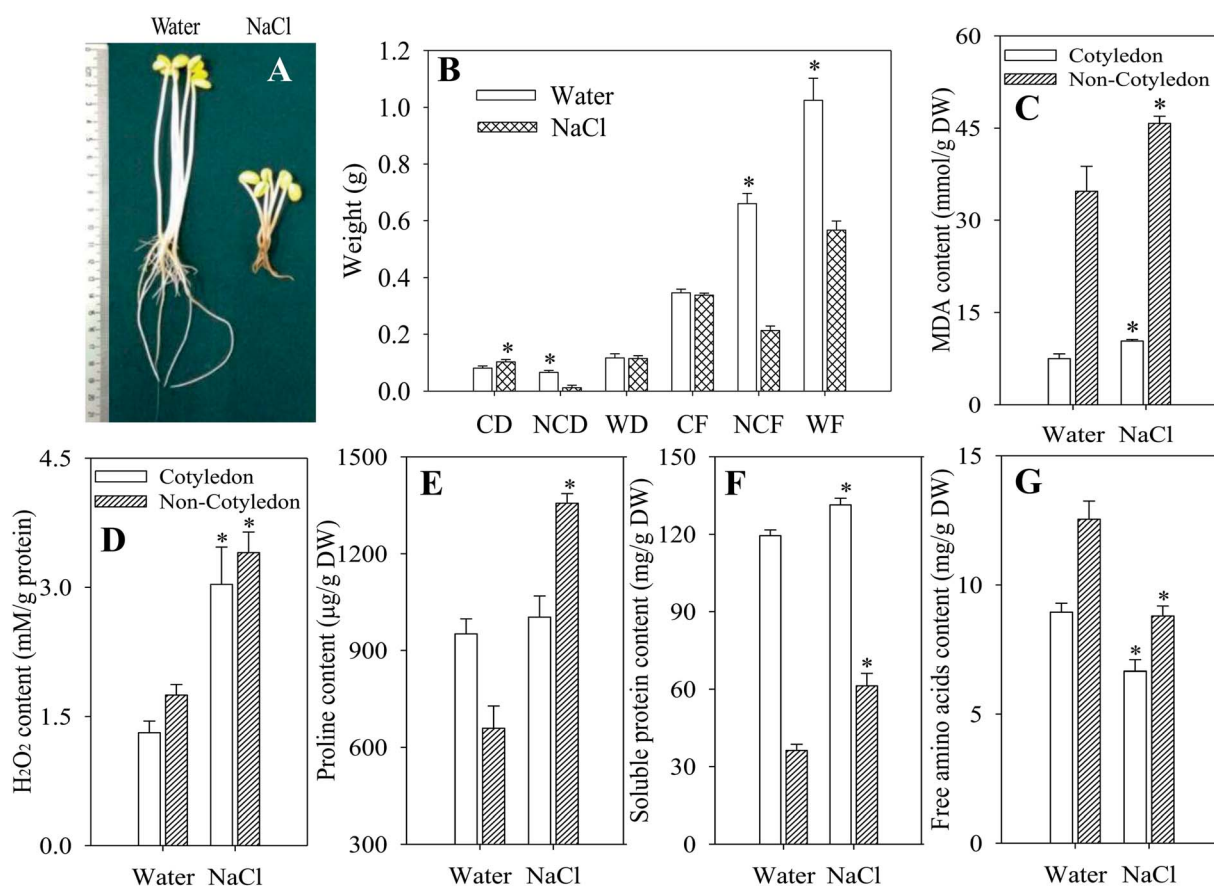 Water NaCl
A
B
Water
NaCl
Weight (g)
1.2
1.0
0.8
0.6
0.4
0.2
0.0
* * * *
CD NCD WD CF NCF WF
C
Cotyledon
Non-Cotyledon
MDA content (mmol/g DW)
60
45
30
15
0
* *
Water NaCl
D
Cotyledon
Non-Cotyledon
H₂O₂ content (mM/g protein)
4.5
3.0
1.5
0.0
* *
Water NaCl
E
Proline content (μg/g DW)
1500
1200
900
600
300
*
Water NaCl
F
Soluble protein content (mg/g DW)
150
120
90
60
30
0
* *
Water NaCl
G
Free amino acids content (mg/g DW)
15
10
5
0
* *
Water NaCl